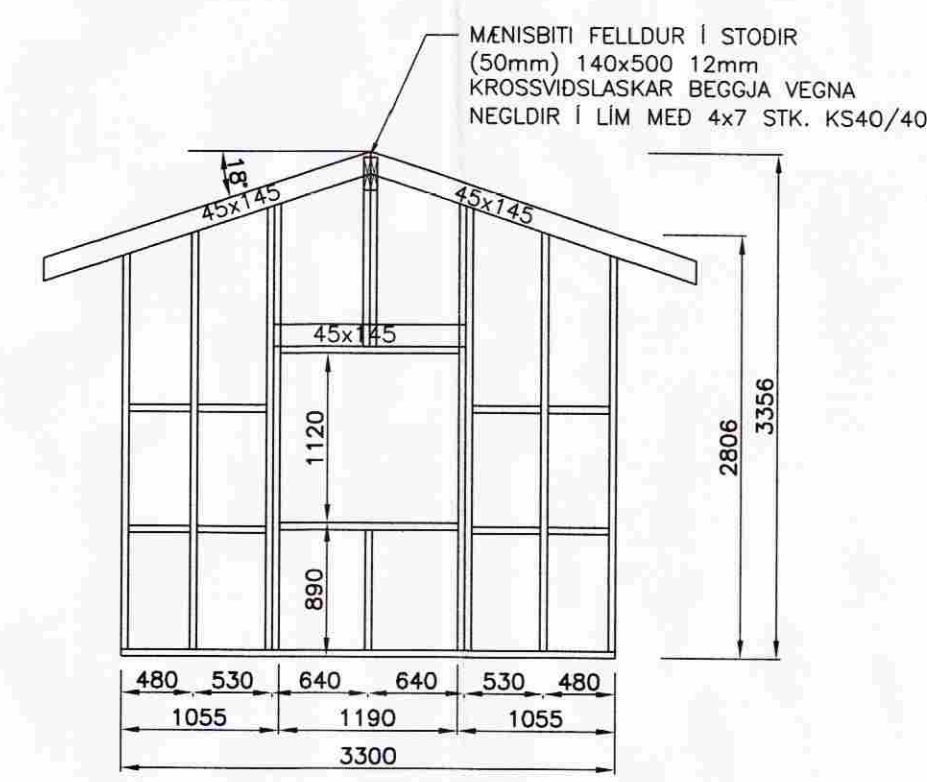 MÆNISBITI FELLDUR Í STOÐIR
(50mm) 140x500 12mm
KROSSVIÐSLASKAR BEGGJA VEGNA
NEGLDIR Í LÍM MEÐ 4x7 STK. KS40/40
18°
45x145
45x145
45x145
1120
890
2806
3356
480 530 640 640 530 480
1055 1190 1055
3300